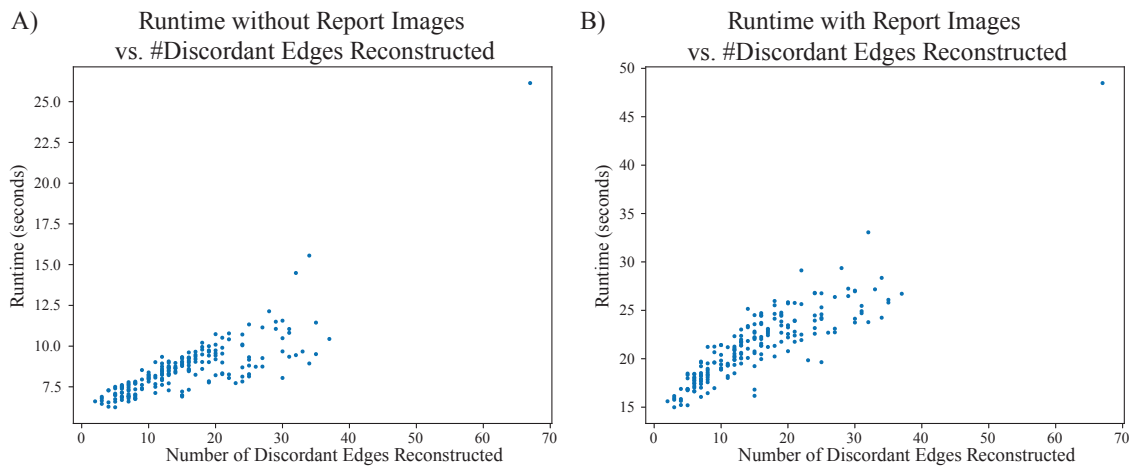 A)
Runtime without Report Images
vs. #Discordant Edges Reconstructed
25.0
22.5
20.0
17.5
15.0
12.5
10.0
7.5
Runtime (seconds)
0 10 20 30 40 50 60 70
Number of Discordant Edges Reconstructed
B)
Runtime with Report Images
vs. #Discordant Edges Reconstructed
50
45
40
35
30
25
20
15
Runtime (seconds)
0 10 20 30 40 50 60 70
Number of Discordant Edges Reconstructed